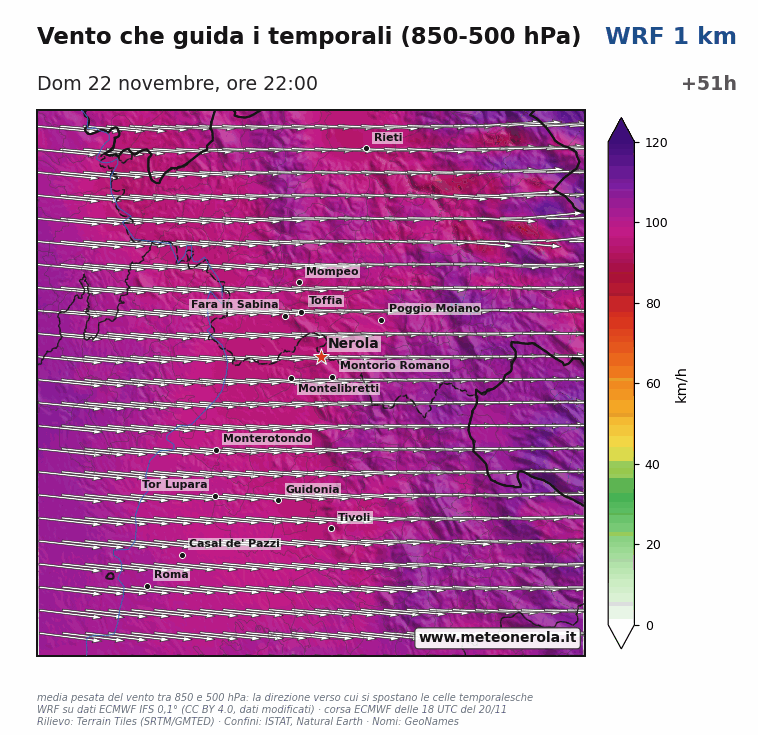 Vento che guida i temporali (850-500 hPa) WRF 1 km
Dom 22 novembre, ore 22:00 +51h
Rieti
Mompeo
Fara in Sabina
Toffia
Poggio Moiano
Nerola
Montorio Romano
Montelibretti
Monterotondo
Tor Lupara
Guidonia
Tivoli
Casal de' Pazzi
Roma
www.meteonerola.it
120
100
80
60
40
20
0
km/h
media pesata del vento tra 850 e 500 hPa: la direzione verso cui si spostano le celle temporalesche
WRF su dati ECMWF IFS 0,1° (CC BY 4.0, dati modificati) · corsa ECMWF delle 18 UTC del 20/11
Rilievo: Terrain Tiles (SRTM/GMTED) · Confini: ISTAT, Natural Earth · Nomi: GeoNames